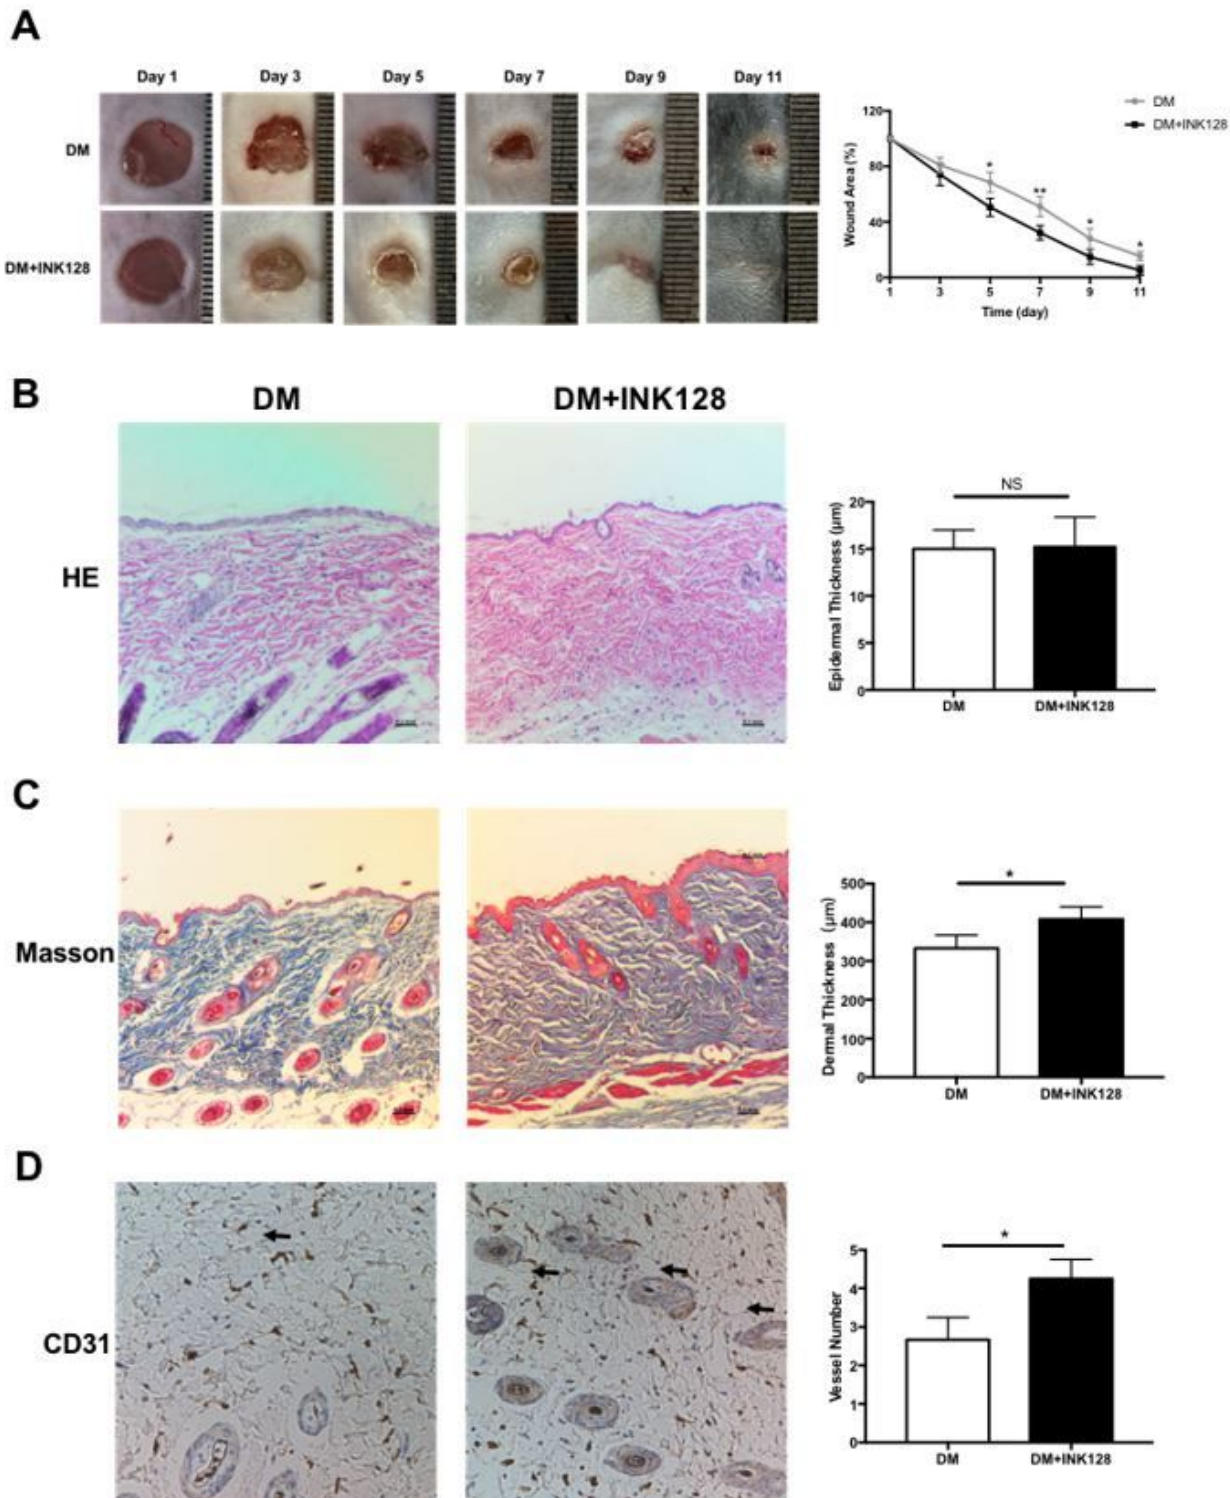 A
Day 1 Day 3 Day 5 Day 7 Day 9 Day 11
DM
DM+INK128
DM
DM+INK128
120
80
40
0
Wound Area (%)
* ** * *
1 3 5 7 9 11
Time (day)
B
DM DM+INK128
HE
NS
20
15
10
5
0
Epidermal Thickness (μm)
DM DM+INK128
C
Masson
*
500
400
300
200
100
0
Dermal Thickness (μm)
DM DM+INK128
D
CD31
*
5
4
3
2
1
0
Vessel Number
DM DM+INK128